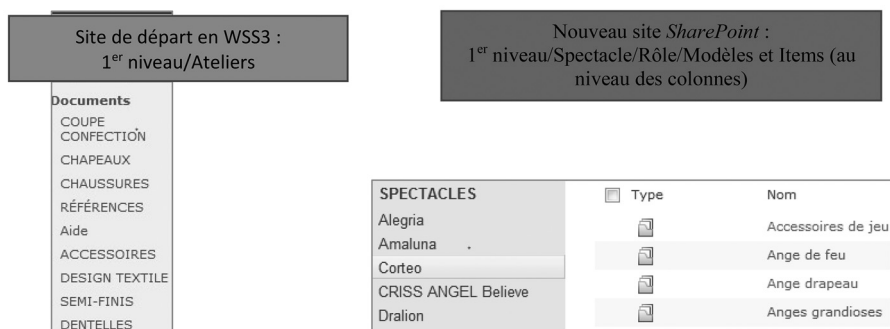 Site de départ en WSS3 :
1er niveau/Ateliers
Documents
COUPE
CONFECTION
CHAPEAUX
CHAUSSURES
RÉFÉRENCES
Aide
ACCESSOIRES
DESIGN TEXTILE
SEMI-FINIS
DENTELLES
Nouveau site SharePoint :
1er niveau/Spectacle/Rôle/Modèles et Items (au
niveau des colonnes)
SPECTACLES
Alegria
Amaluna
Corteo
CRISS ANGEL Believe
Dralion
Type Nom
Accessoires de jeu
Ange de feu
Ange drapeau
Anges grandioses